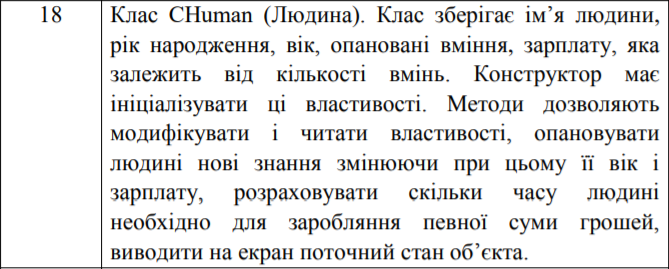 18 Клас CHuman (Людина). Клас зберігає ім’я людини,
рік народження, вік, опановані вміння, зарплату, яка
залежить від кількості вмінь. Конструктор має
ініціалізувати ці властивості. Методи дозволяють
модифікувати і читати властивості, опановувати
людині нові знання змінюючи при цьому її вік і
зарплату, розраховувати скільки часу людині
необхідно для заробляння певної суми грошей,
виводити на екран поточний стан об’єкта.